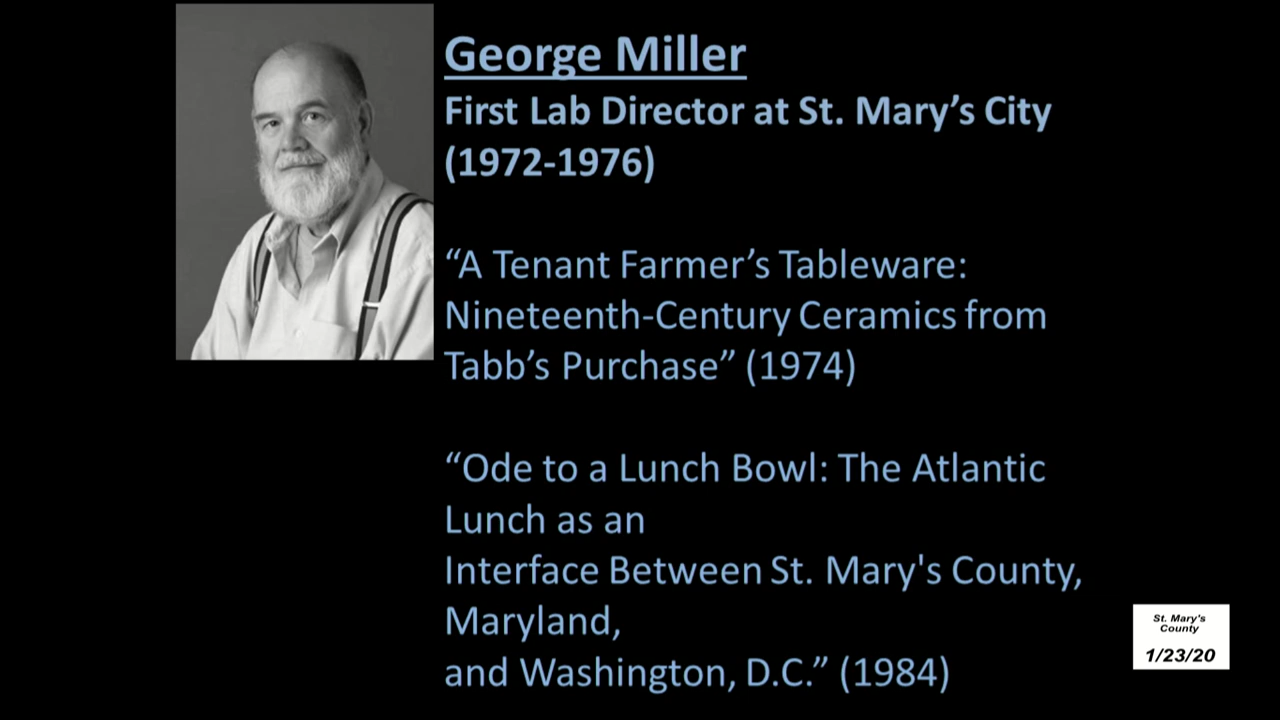 George Miller
First Lab Director at St. Mary’s City
(1972-1976)
“A Tenant Farmer’s Tableware:
Nineteenth-Century Ceramics from
Tabb’s Purchase” (1974)
“Ode to a Lunch Bowl: The Atlantic
Lunch as an
Interface Between St. Mary's County,
Maryland,
and Washington, D.C.” (1984)
St. Mary's
County
1/23/20